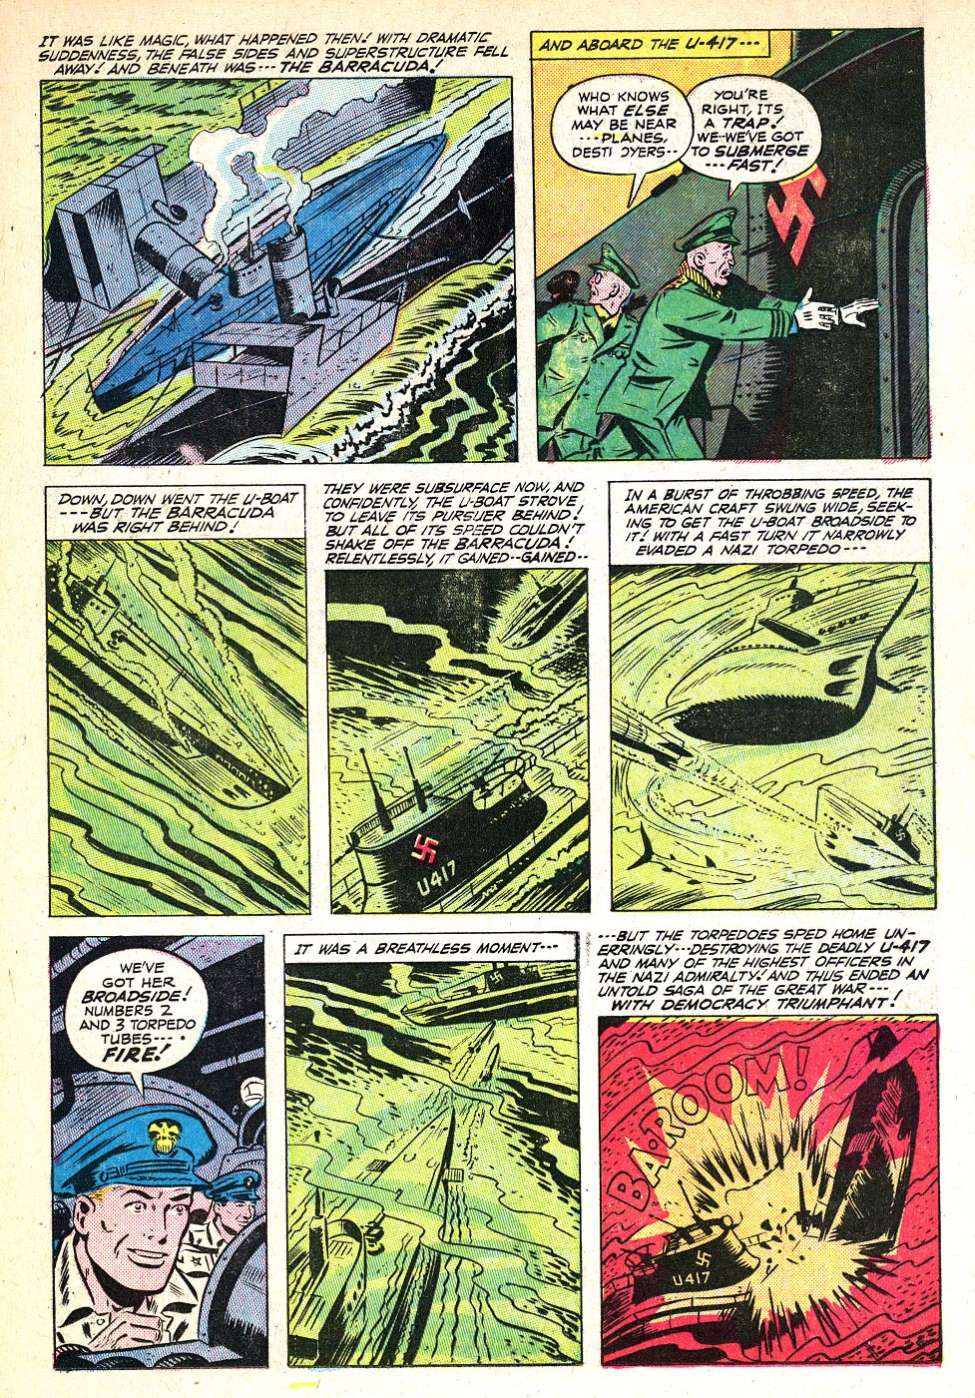 IT WAS LIKE MAGIC, WHAT HAPPENED THEN! WITH DRAMATIC
SUDDENNESS, THE FALSE SIDES AND SUPERSTRUCTURE FELL
AWAY! AND BENEATH WAS--- THE BARRACUDA!
AND ABOARD THE U-417---
WHO KNOWS
WHAT ELSE
MAY BE NEAR
---PLANES,
DESTROYERS--
YOU'RE
RIGHT, ITS
A TRAP!
WE--WE'VE GOT
TO SUBMERGE
---FAST!
DOWN, DOWN WENT THE U-BOAT
----BUT THE BARRACUDA
WAS RIGHT BEHIND!
THEY WERE SUBSURFACE NOW, AND
CONFIDENTLY, THE U-BOAT STROVE
TO LEAVE ITS PURSUER BEHIND!
BUT ALL OF ITS SPEED COULDN'T
SHAKE OFF THE BARRACUDA!
RELENTLESSLY, IT GAINED--GAINED--
U417
IN A BURST OF THROBBING SPEED, THE
AMERICAN CRAFT SWUNG WIDE, SEEK-
ING TO GET THE U-BOAT BROADSIDE TO
IT! WITH A FAST TURN IT NARROWLY
EVADED A NAZI TORPEDO---
WE'VE
GOT HER
BROADSIDE!
NUMBERS 2
AND 3 TORPEDO
TUBES---
FIRE!
IT WAS A BREATHLESS MOMENT---
---BUT THE TORPEDOES SPED HOME UN-
ERRINGLY---DESTROYING THE DEADLY U-417
AND MANY OF THE HIGHEST OFFICERS IN
THE NAZI ADMIRALTY! AND THUS ENDED AN
UNTOLD SAGA OF THE GREAT WAR---
WITH DEMOCRACY TRIUMPHANT!
BA-ROOM!
U417